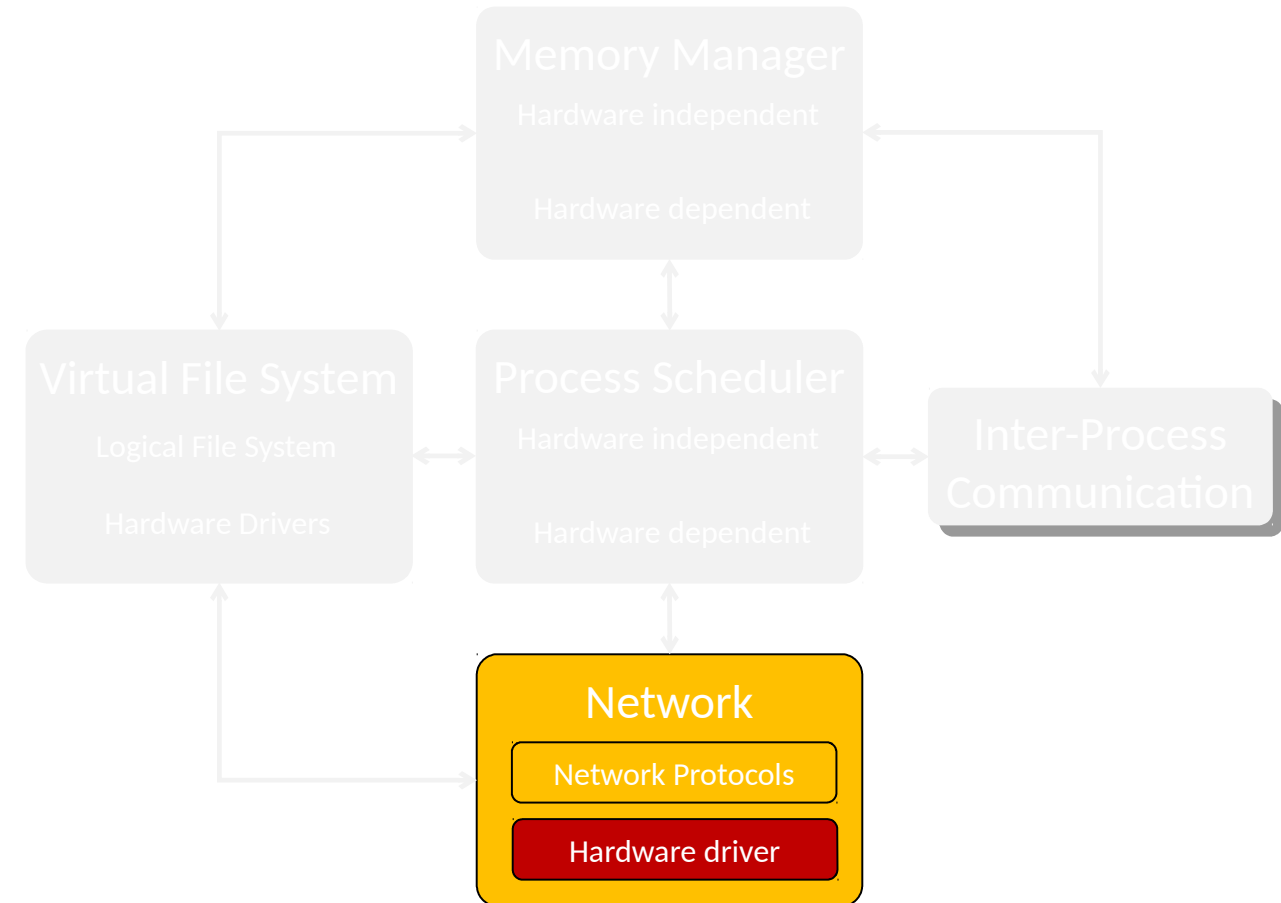 Memory Manager
Hardware independent
Hardware dependent
Virtual File System
Logical File System
Hardware Drivers
Process Scheduler
Hardware independent
Hardware dependent
Inter-Process
Communication
Network
Network Protocols
Hardware driver